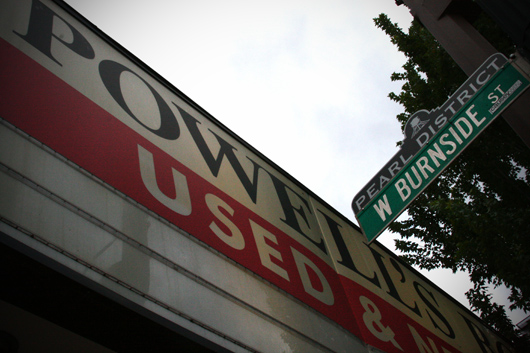 POWELL'S
USED & N
PEARL DISTRICT
W BURNSIDE ST